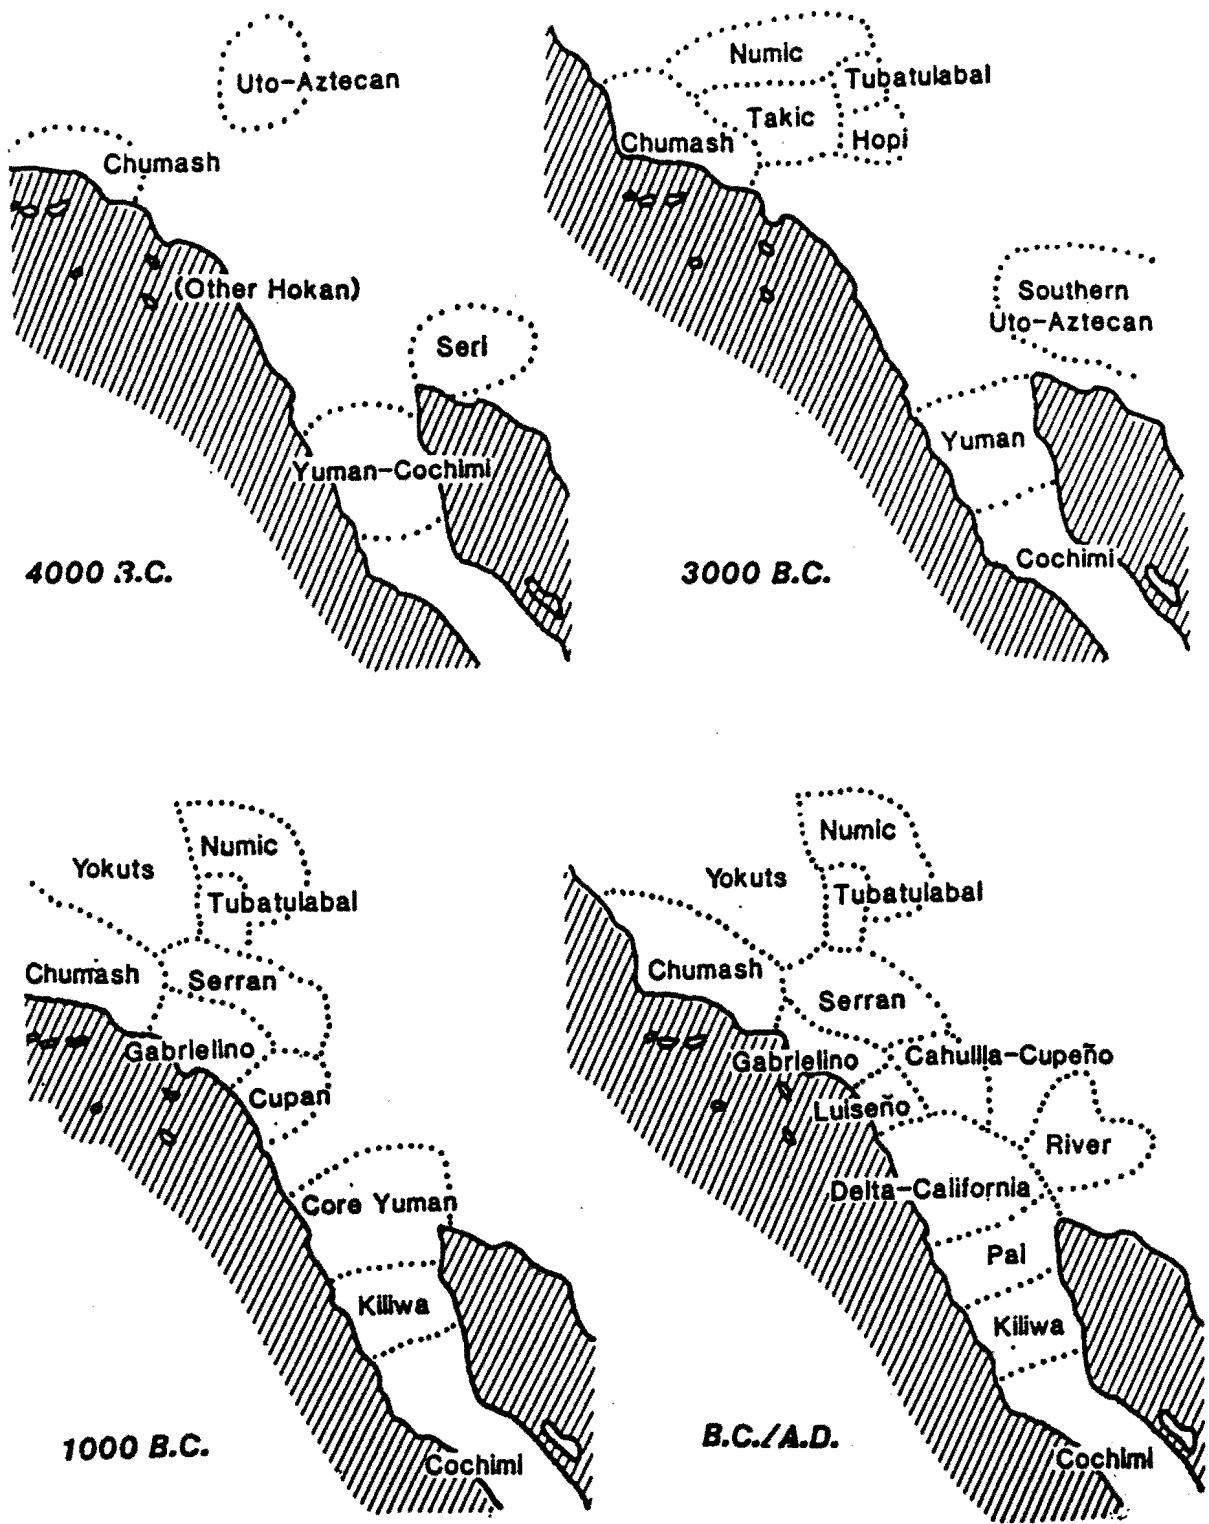 Uto-Aztecan
Chumash
(Other Hokan)
Seri
Yuman-Cochimi
4000 B.C.
Numic
Tubatulabal
Takic
Chumash
Hopi
Southern
Uto-Aztecan
Yuman
Cochimi
3000 B.C.
Numic
Yokuts
Tubatulabal
Chumash
Serran
Gabrielino
Cupan
Core Yuman
Kiliwa
1000 B.C.
Cochimi
Numic
Yokuts
Tubatulabal
Chumash
Serran
Gabrielino
Cahuilla-Cupeño
Luiseño
River
Delta-California
Pai
Kiliwa
B.C./A.D.
Cochimi